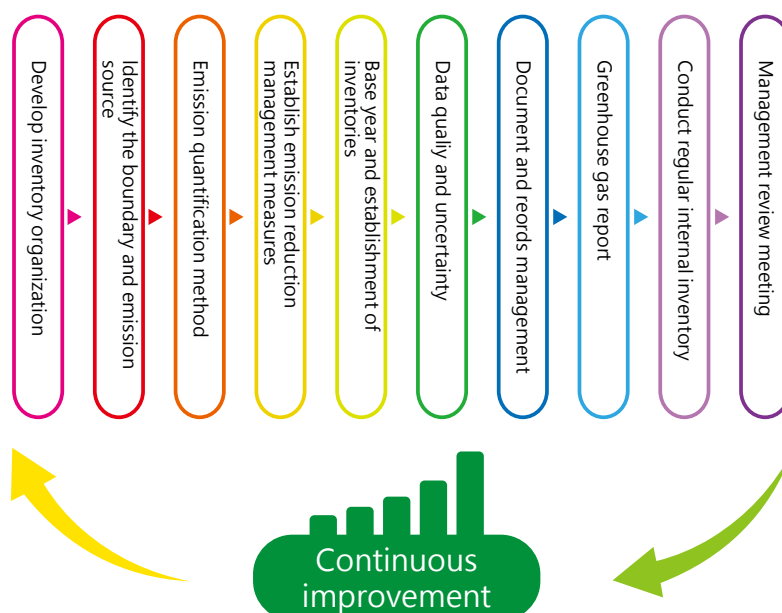 Develop inventory organization
Identify the boundary and emission
source
Emission quantification method
Establish emission reduction
management measures
Base year and establishment of
inventories
Data qualiy and uncertainty
Document and reords management
Greenhouse gas report
Conduct regular internal inventory
Management review meeting
Continuous
improvement